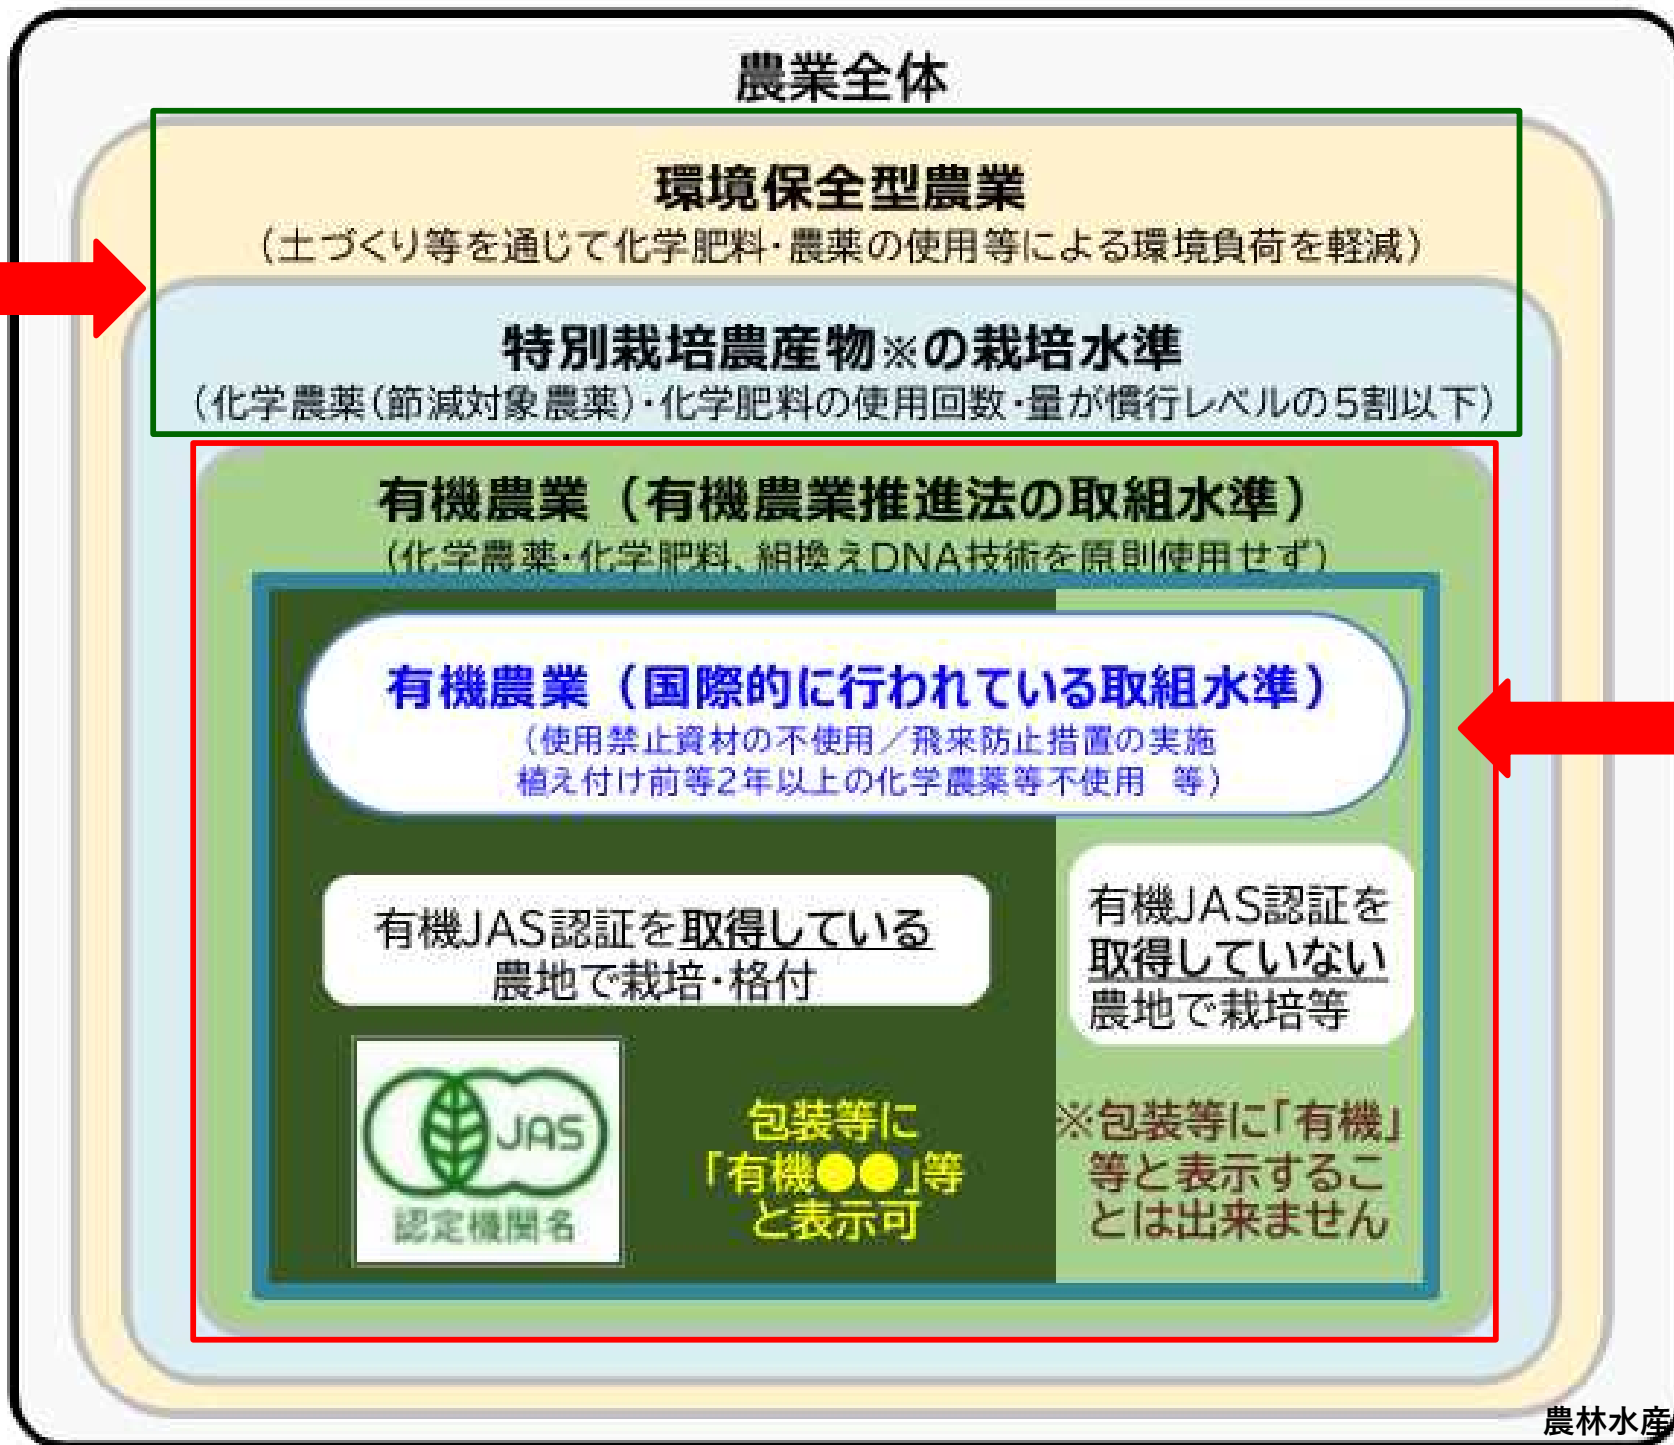 農業全体
環境保全型農業
（土づくり等を通じて化学肥料･農薬の使用等による環境負荷を軽減）
特別栽培農産物※の栽培水準
（化学農薬（節減対象農薬）･化学肥料の使用回数･量が慣行レベルの５割以下）
有機農業（有機農業推進法の取組水準）
（化学農薬･化学肥料、組換えDNA技術を原則使用せず）
有機農業（国際的に行われている取組水準）
（使用禁止資材の不使用／飛来防止措置の実施
植え付け前等2年以上の化学農薬等不使用　等）
有機JAS認証を取得している
農地で栽培･格付
JAS
認定機関名
包装等に
「有機●●」等
と表示可
有機JAS認証を
取得していない
農地で栽培等
※包装等に「有機」
等と表示するこ
とは出来ません
農林水産